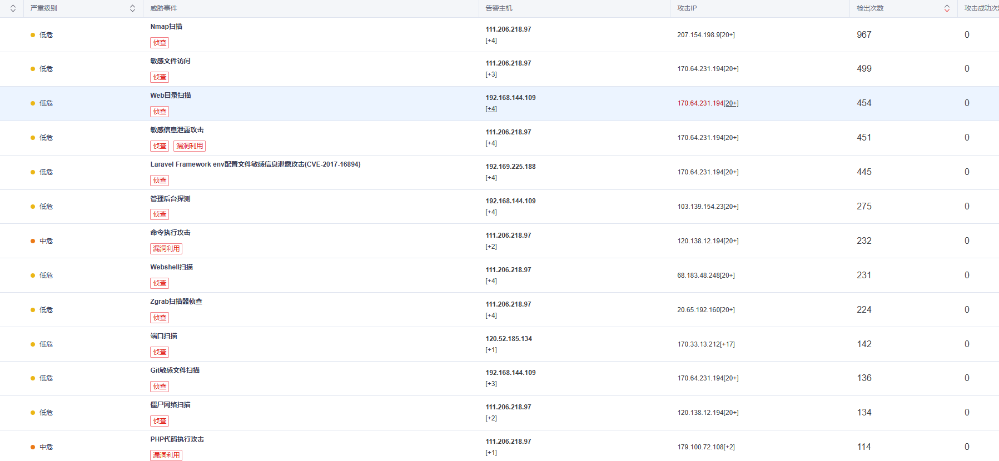 严重级别 威胁事件 告警主机 攻击IP 检出次数 攻击成功次
Nmap扫描
侦查
低危 111.206.218.97 [+4] 207.154.198.9[20+] 967 0
敏感文件访问
侦查
低危 111.206.218.97 [+3] 170.64.231.194[20+] 499 0
Web目录扫描
侦查
低危 192.168.144.109 [+4] 170.64.231.194[20+] 454 0
敏感信息泄露攻击
侦查 漏洞利用
低危 111.206.218.97 [+4] 170.64.231.194[20+] 451 0
Laravel Framework env配置文件敏感信息泄露攻击(CVE-2017-16894)
侦查
低危 192.169.225.188 [+4] 170.64.231.194[20+] 445 0
管理后台探测
侦查
低危 192.168.144.109 [+4] 103.139.154.23[20+] 275 0
命令执行攻击
漏洞利用
中危 111.206.218.97 [+2] 120.138.12.194[20+] 232 0
Webshell扫描
侦查
低危 111.206.218.97 [+4] 68.183.48.248[20+] 231 0
Zgrab扫描器侦查
侦查
低危 111.206.218.97 [+4] 20.65.192.160[20+] 224 0
端口扫描
侦查
低危 120.52.185.134 [+1] 170.33.13.212[+17] 142 0
Git敏感文件扫描
侦查
低危 192.168.144.109 [+3] 170.64.231.194[20+] 136 0
僵尸网络扫描
侦查
低危 111.206.218.97 [+2] 120.138.12.194[20+] 134 0
PHP代码执行攻击
漏洞利用
中危 111.206.218.97 [+1] 179.100.72.108[+2] 114 0